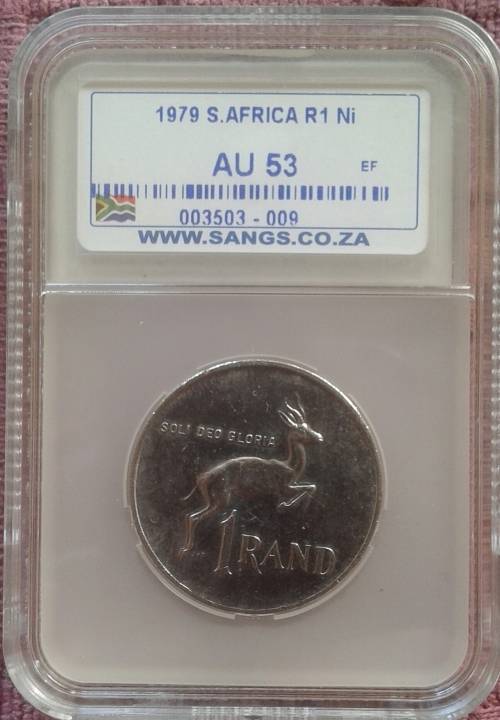 1979 S.AFRICA R1 Ni
AU 53 EF
003503 - 009
WWW.SANGS.CO.ZA
SOLI DEO GLORIA
1 RAND